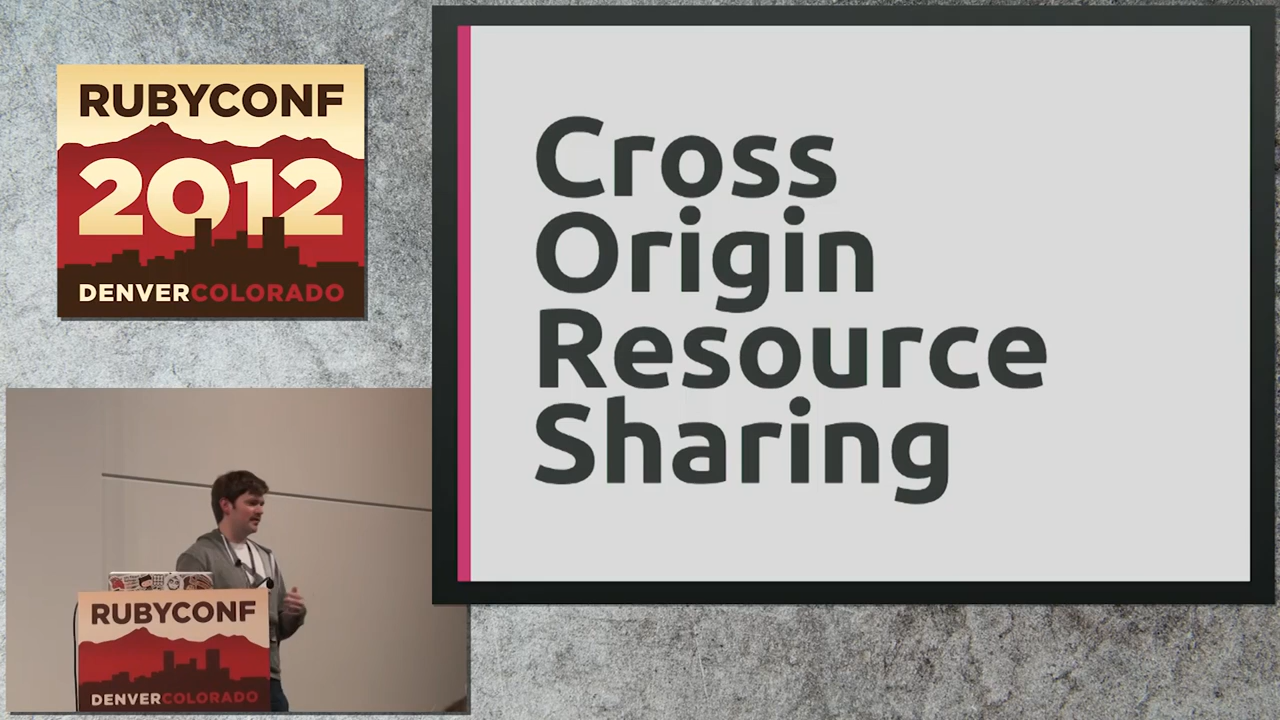 RUBYCONF
2012
DENVERCOLORADO
Cross
Origin
Resource
Sharing
RUBYCONF
DENVERCOLORADO